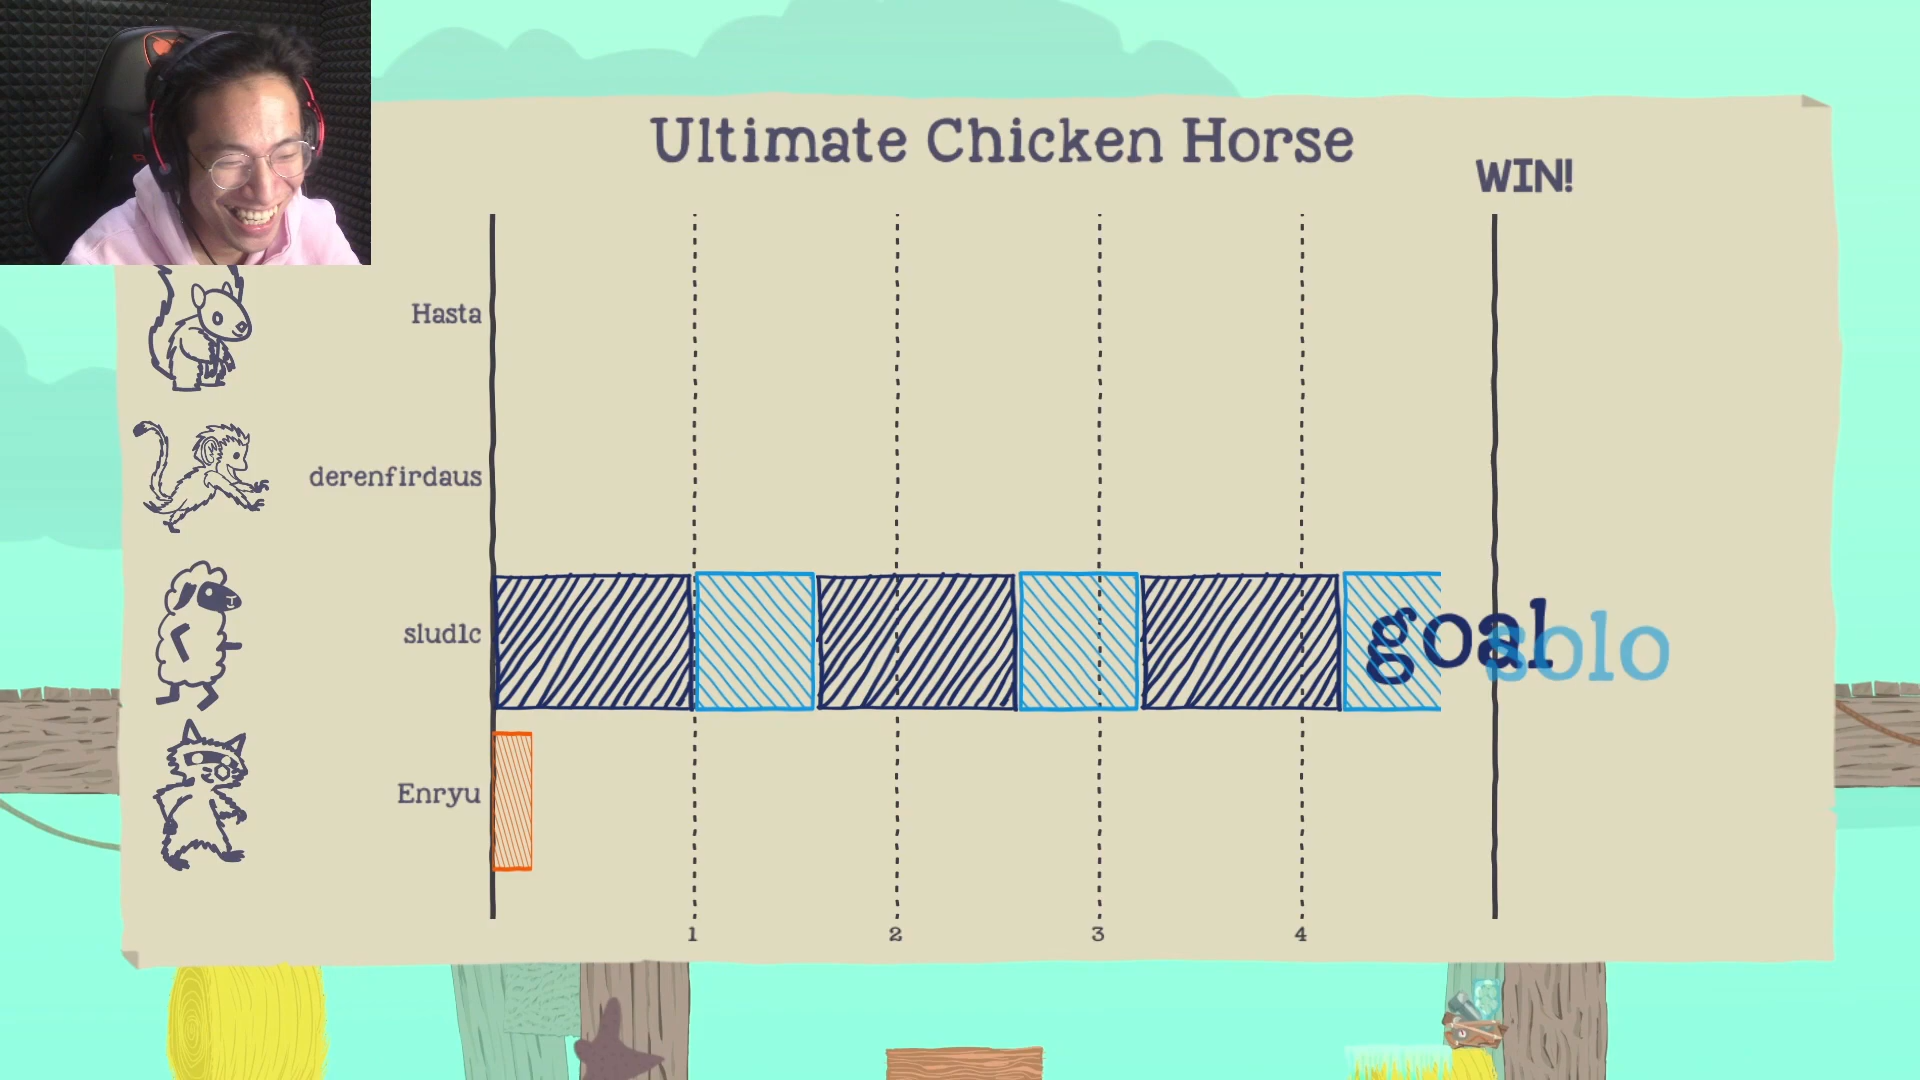 Ultimate Chicken Horse
WIN!
Hasta
derenfirdaus
sludlc
goal
solo
Enryu
1 2 3 4